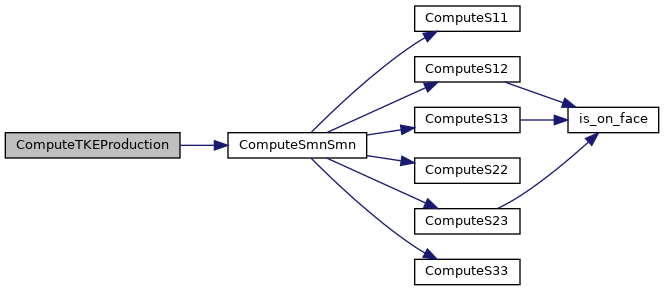 ComputeTKEProduction
ComputeSmnSmn
ComputeS11
ComputeS12
ComputeS13
ComputeS22
ComputeS23
ComputeS33
is_on_face